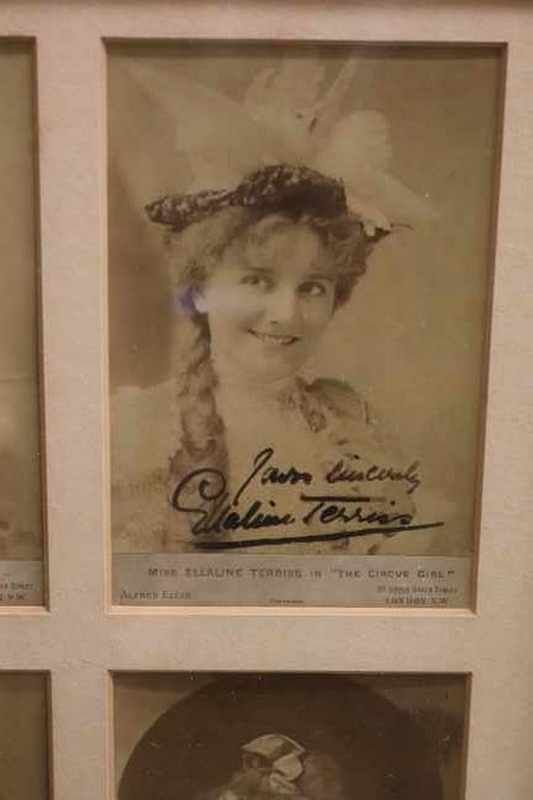 Yours Sincerely
Ellaline Terriss
MISS ELLALINE TERRISS IN "THE CIRCUS GIRL"
ALFRED ELLIS
LONDON, N.W.
N.W.